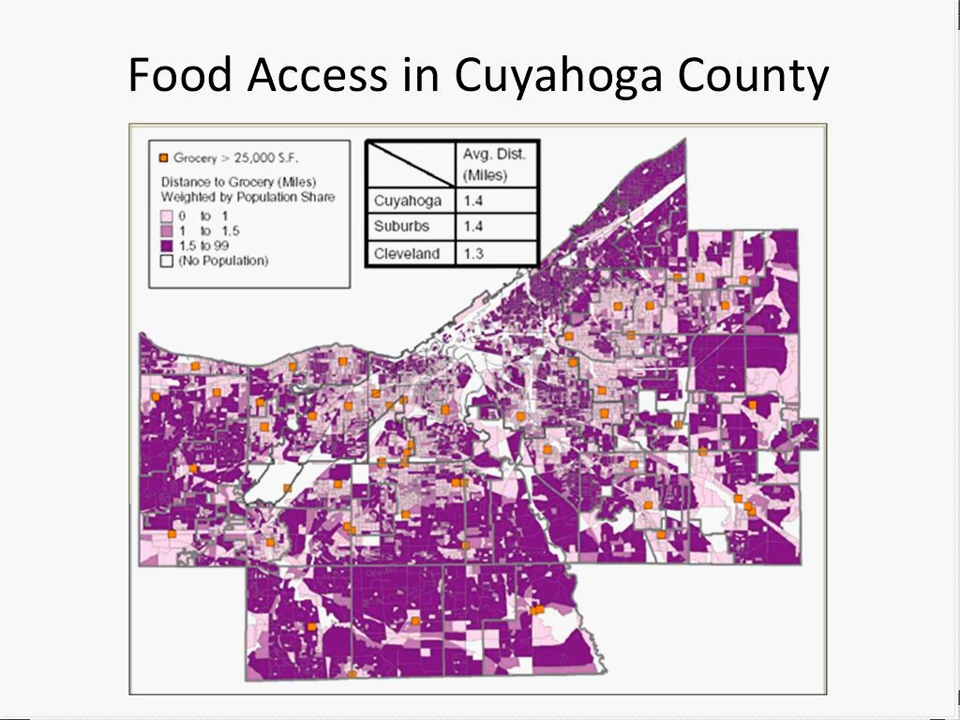 Food Access in Cuyahoga County
Grocery > 25,000 S.F.
Distance to Grocery (Miles)
Weighted by Population Share
0 to 1
1 to 1.5
1.5 to 99
(No Population)
Avg. Dist.
(Miles)
Cuyahoga 1.4
Suburbs 1.4
Cleveland 1.3